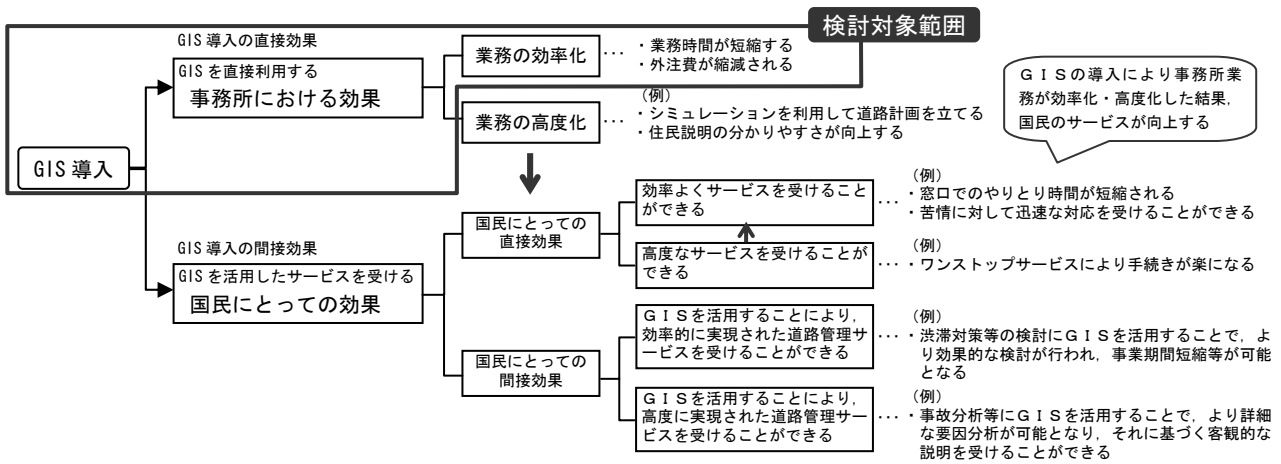 検討対象範囲
GIS 導入の直接効果
GIS を直接利用する
事務所における効果
業務の効率化
… ・業務時間が短縮する
・外注費が縮減される
業務の高度化
(例)
… ・シミュレーションを利用して道路計画を立てる
・住民説明の分かりやすさが向上する
GISの導入により事務所業
務が効率化・高度化した結果,
国民のサービスが向上する
GIS 導入
GIS 導入の間接効果
GIS を活用したサービスを受ける
国民にとっての効果
国民にとっての
直接効果
効率よくサービスを受けること
ができる
(例)
… ・窓口でのやりとり時間が短縮される
・苦情に対して迅速な対応を受けることができる
高度なサービスを受けることが
できる
(例)
… ・ワンストップサービスにより手続きが楽になる
国民にとっての
間接効果
GISを活用することにより,
効率的に実現された道路管理サ
ービスを受けることができる
(例)
… ・渋滞対策等の検討にGISを活用することで,よ
り効果的な検討が行われ,事業期間短縮等が可能
となる
GISを活用することにより,
高度に実現された道路管理サー
ビスを受けることができる
(例)
… ・事故分析等にGISを活用することで,より詳細
な要因分析が可能となり,それに基づく客観的な
説明を受けることができる